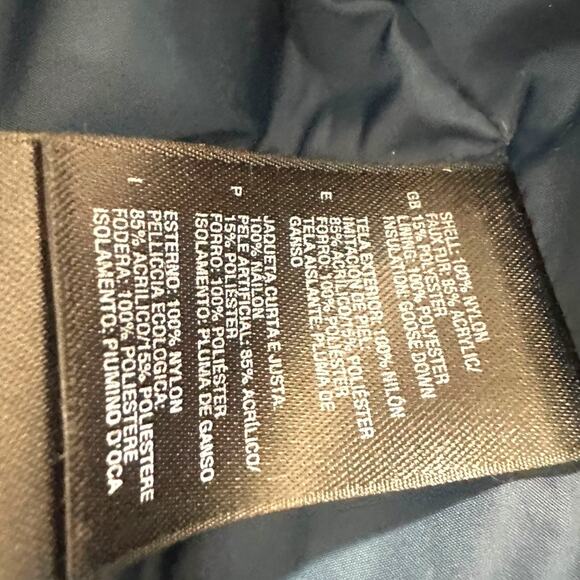 GB
SHELL: 100% NYLON
FAUX FUR: 85% ACRYLIC/
15% POLYESTER
LINING: 100% POLYESTER
INSULATION: GOOSE DOWN
E
TELA EXTERIOR: 100% NILÓN
IMITACIÓN DE PIEL:
85% ACRÍLICO/15% POLIÉSTER
FORRO: 100% POLIÉSTER
TELA AISLANTE: PLUMA DE
GANSO
P
JAQUETA CURTA E JUSTA:
100% NÁILON
PELE ARTIFICIAL: 85% ACRÍLICO/
15% POLIÉSTER
FORRO: 100% POLIÉSTER
ISOLAMENTO: PLUMA DE GANSO
I
ESTERNO: 100% NYLON
PELLICCIA ECOLOGICA:
85% ACRILICO/15% POLIESTERE
FODERA: 100% POLIESTERE
ISOLAMENTO: PIUMINO D'OCA